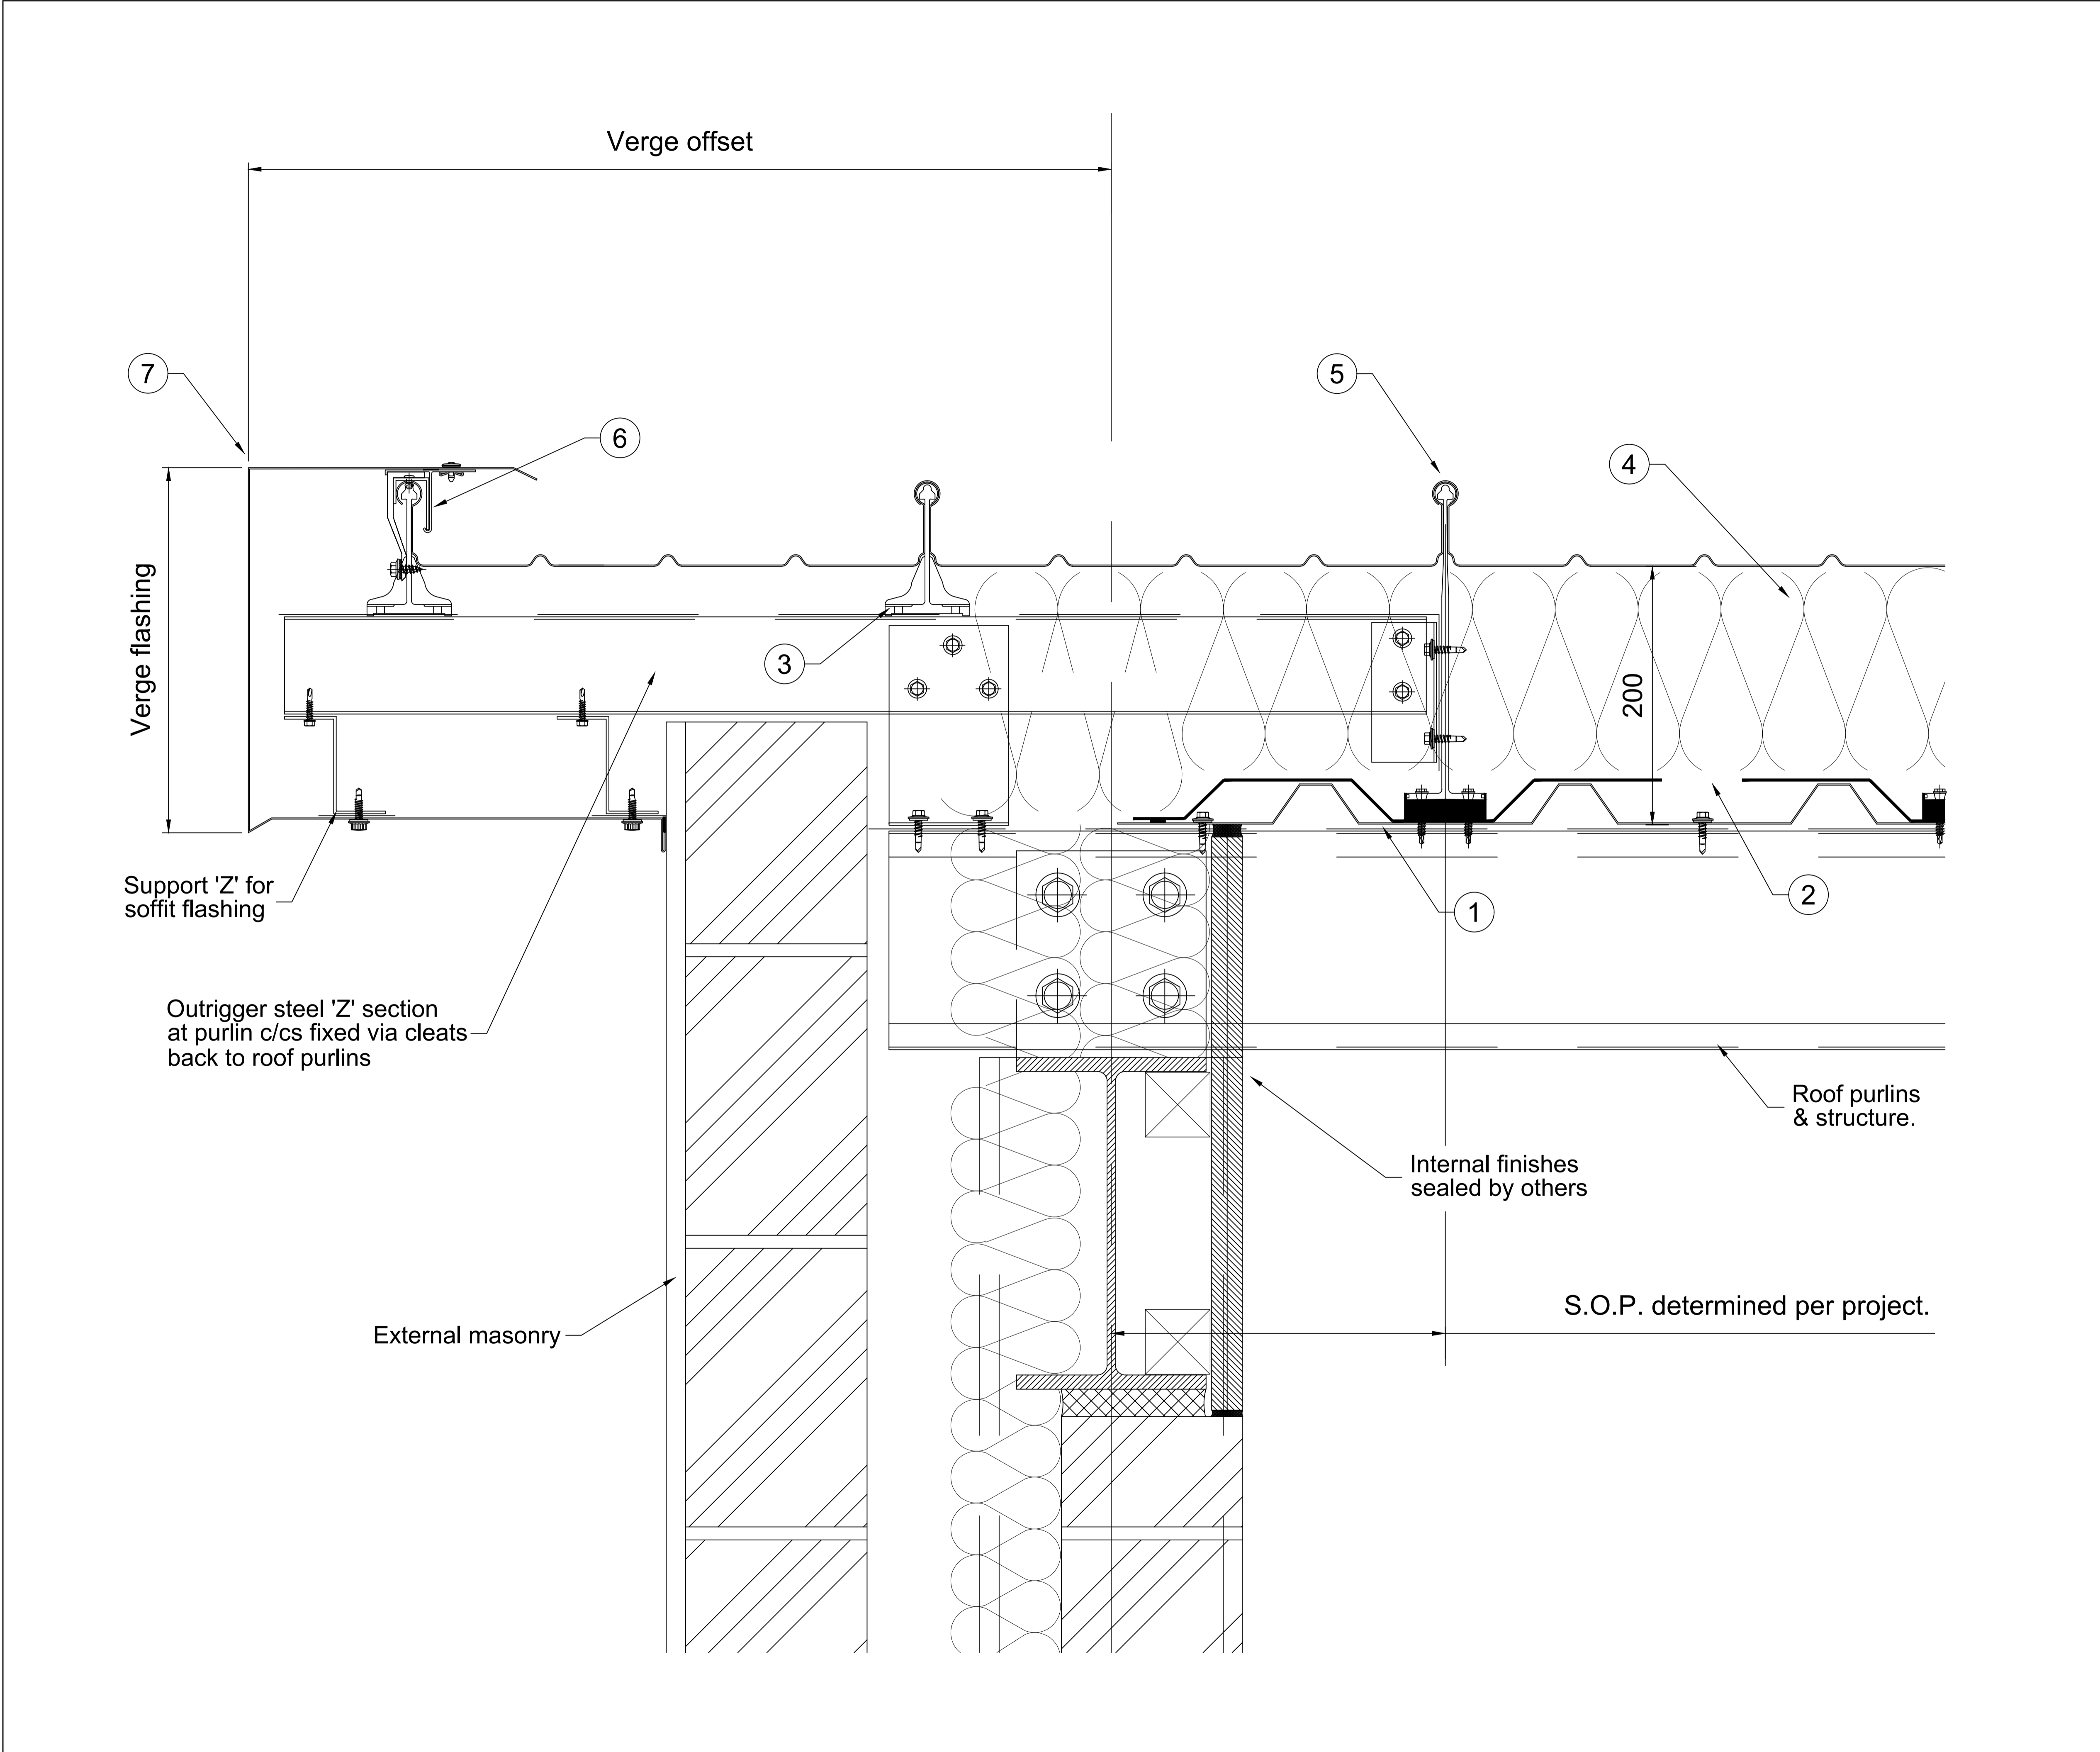 Verge offset
7
5
6
4
Verge flashing
3
200
Support 'Z' for
soffit flashing
2
1
Outrigger steel 'Z' section
at purlin c/cs fixed via cleats
back to roof purlins
Roof purlins
& structure.
Internal finishes
sealed by others
S.O.P. determined per project.
External masonry